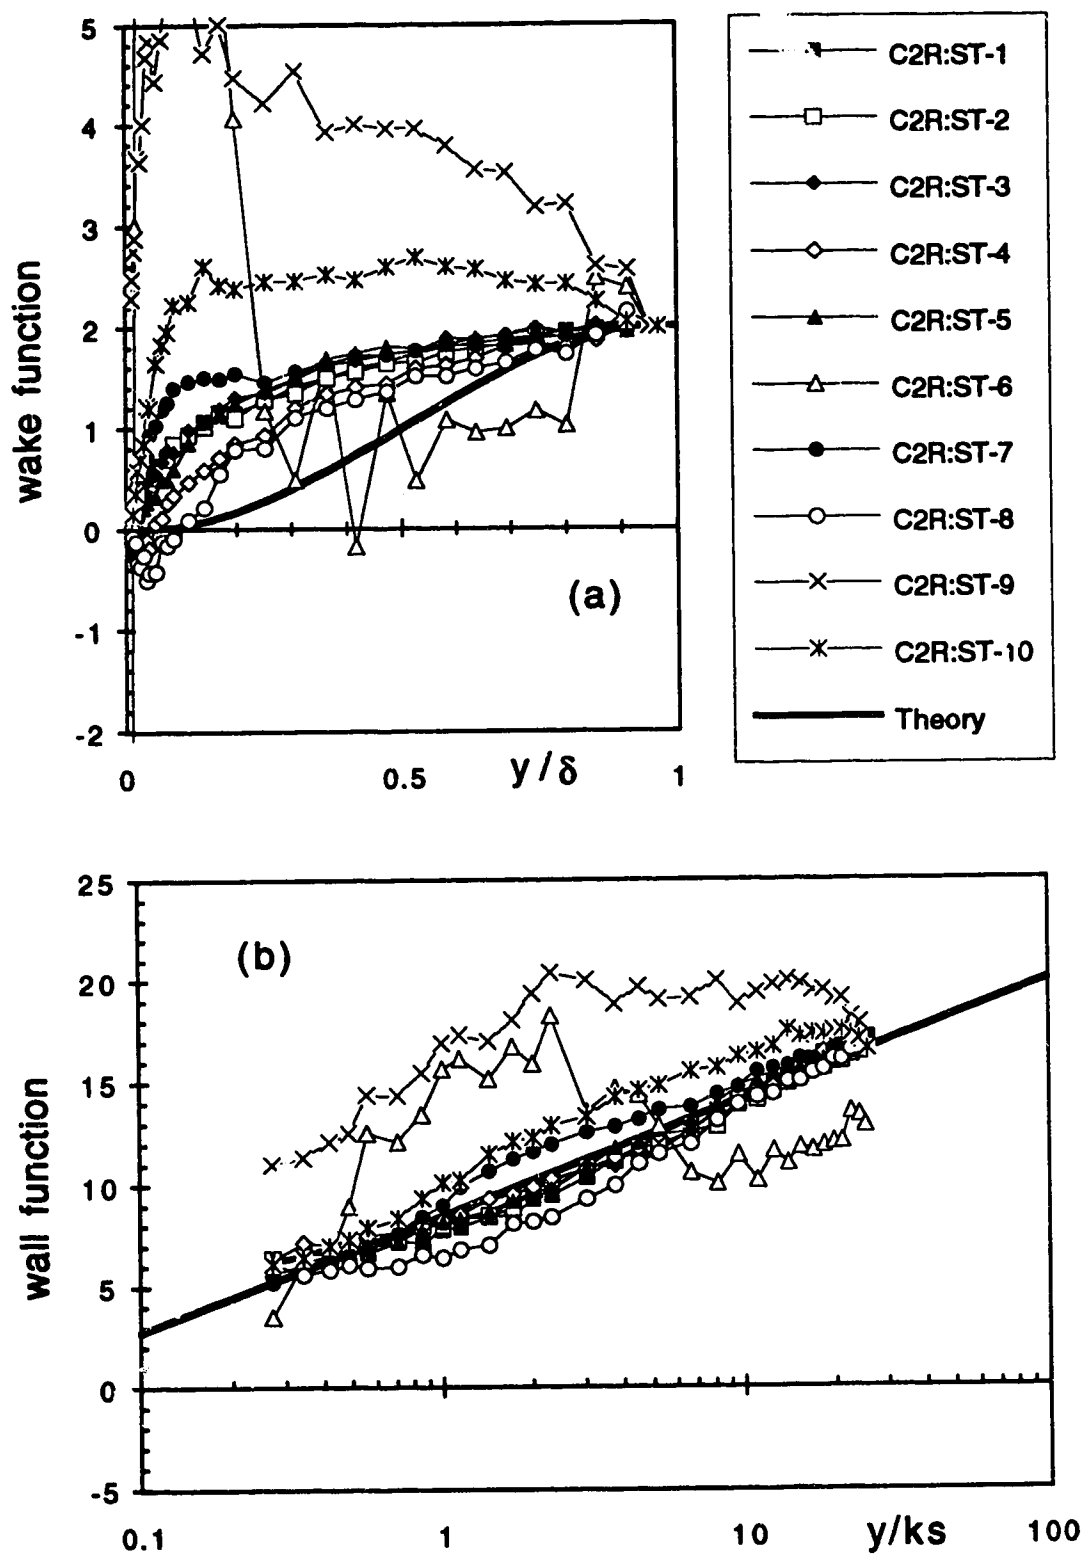 5
4
3
2
1
0
-1
-2
wake function
(a)
0
0.5
y/δ
1
C2R:ST-1
C2R:ST-2
C2R:ST-3
C2R:ST-4
C2R:ST-5
C2R:ST-6
C2R:ST-7
C2R:ST-8
C2R:ST-9
C2R:ST-10
Theory
25
20
15
10
5
0
-5
wall function
(b)
0.1
1
10
y/ks
100